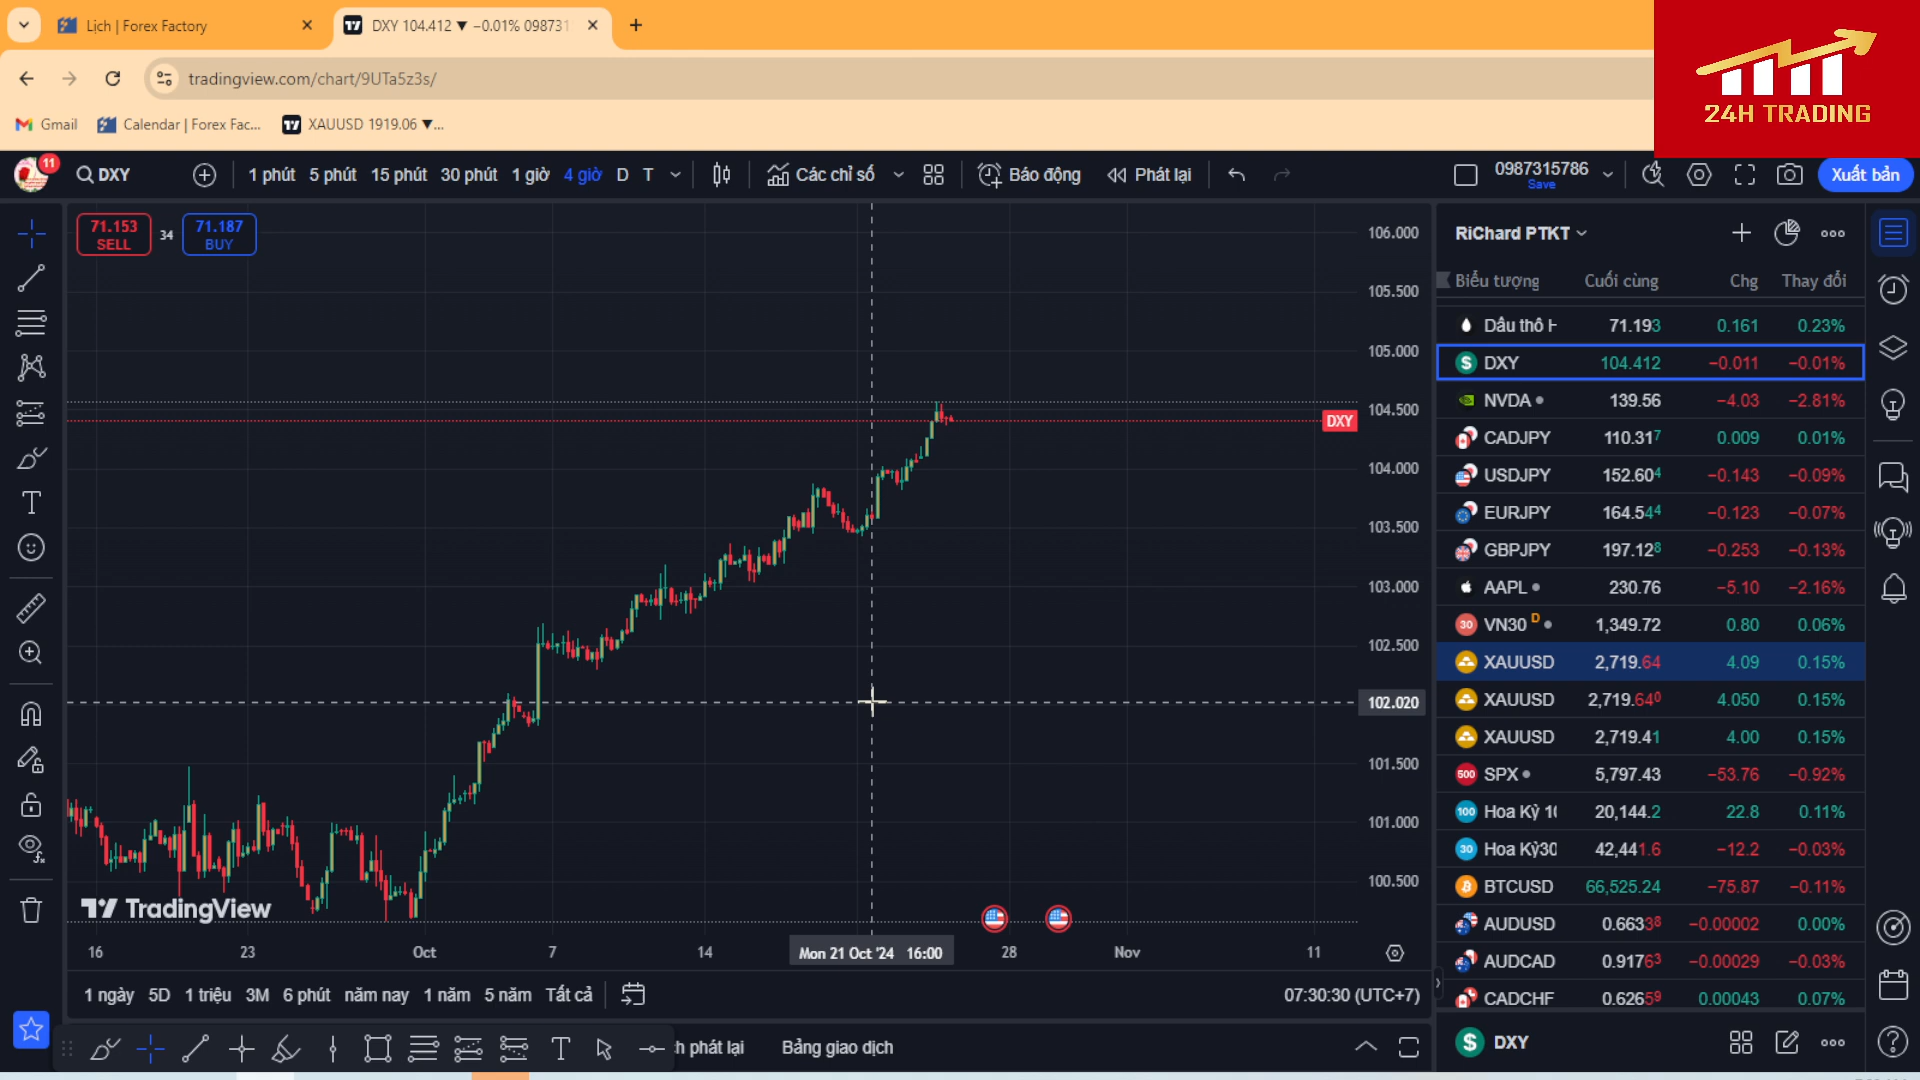 Lịch | Forex Factory
DXY 104.412 ▼ −0.01% 09873
24H TRADING
tradingview.com/chart/9UTa5z3s/
Gmail
Calendar | Forex Fac...
XAUUSD 1919.06 ▼...
11
DXY
1 phút 5 phút 15 phút 30 phút 1 giờ 4 giờ D T
Các chỉ số
Báo động
Phát lại
0987315786
Save
Xuất bản
71.153
SELL
34
71.187
BUY
106.000
105.500
105.000
104.500
DXY
104.000
103.500
103.000
102.500
102.020
101.500
101.000
100.500
TradingView
16 23 Oct 7 14 Mon 21 Oct '24 16:00 28 Nov 11
1 ngày 5D 1 triệu 3M 6 phút năm nay 1 năm 5 năm Tất cả
07:30:30 (UTC+7)
h phát lại
Bảng giao dịch
RiChard PTKT
Biểu tượng Cuối cùng Chg Thay đổi
Dầu thô 71.193 0.161 0.23%
DXY 104.412 −0.011 −0.01%
NVDA 139.56 −4.03 −2.81%
CADJPY 110.317 0.009 0.01%
USDJPY 152.604 −0.143 −0.09%
EURJPY 164.544 −0.123 −0.07%
GBPJPY 197.128 −0.253 −0.13%
AAPL 230.76 −5.10 −2.16%
30 VN30 D 1,349.72 0.80 0.06%
XAUUSD 2,719.64 4.09 0.15%
XAUUSD 2,719.640 4.050 0.15%
XAUUSD 2,719.41 4.00 0.15%
500 SPX 5,797.43 −53.76 −0.92%
100 Hoa Kỳ 20,144.2 22.8 0.11%
30 Hoa Kỳ30 42,441.6 −12.2 −0.03%
BTCUSD 66,525.24 −75.87 −0.11%
AUDUSD 0.66338 −0.00002 0.00%
AUDCAD 0.91763 −0.00029 −0.03%
CADCHF 0.62659 0.00043 0.07%
DXY